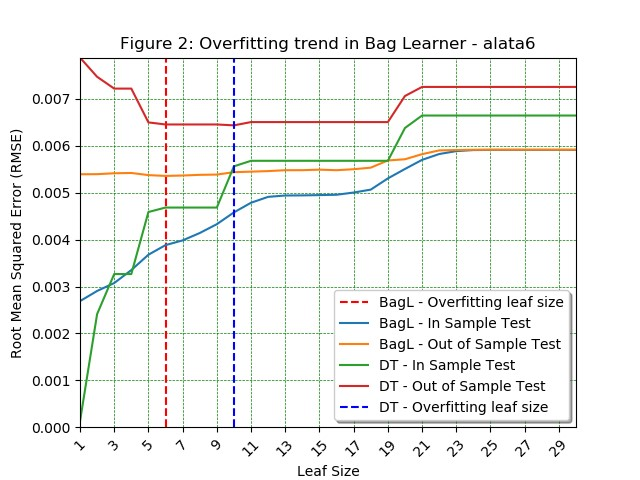 Figure 2: Overfitting trend in Bag Learner - alata6
Root Mean Squared Error (RMSE)
0.007
0.006
0.005
0.004
0.003
0.002
0.001
0.000
BagL - Overfitting leaf size
BagL - In Sample Test
BagL - Out of Sample Test
DT - In Sample Test
DT - Out of Sample Test
DT - Overfitting leaf size
1 3 5 7 9 11 13 15 17 19 21 23 25 27 29
Leaf Size